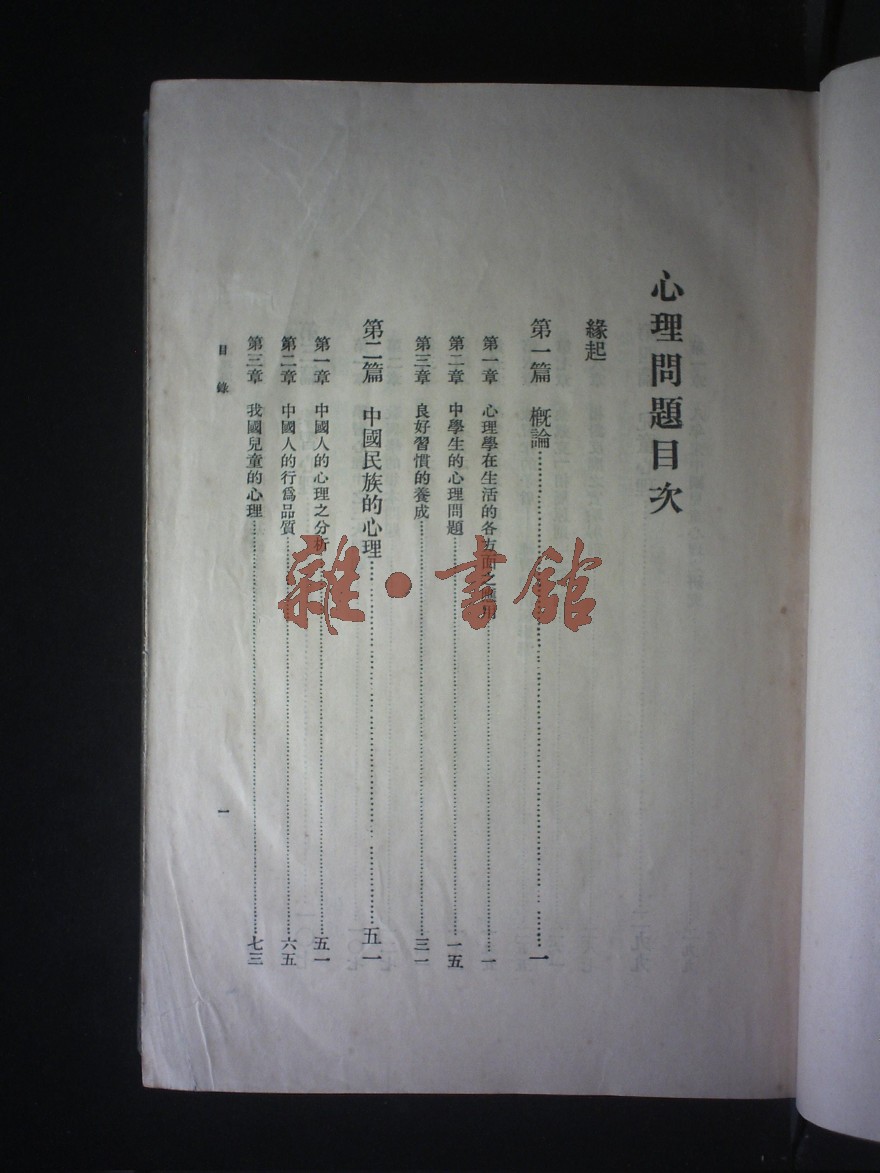 心理問題目次
緣起
第一篇 概論……一
第一章 心理學在生活的各方面之應用……一
第二章 中學生的心理問題……一五
第三章 良好習慣的養成……三一
第二篇 中國民族的心理……五一
第一章 中國人的心理之分析……五一
第二章 中國人的行爲品質……六五
第三章 我國兒童的心理……七三
目錄
一
雜·書館